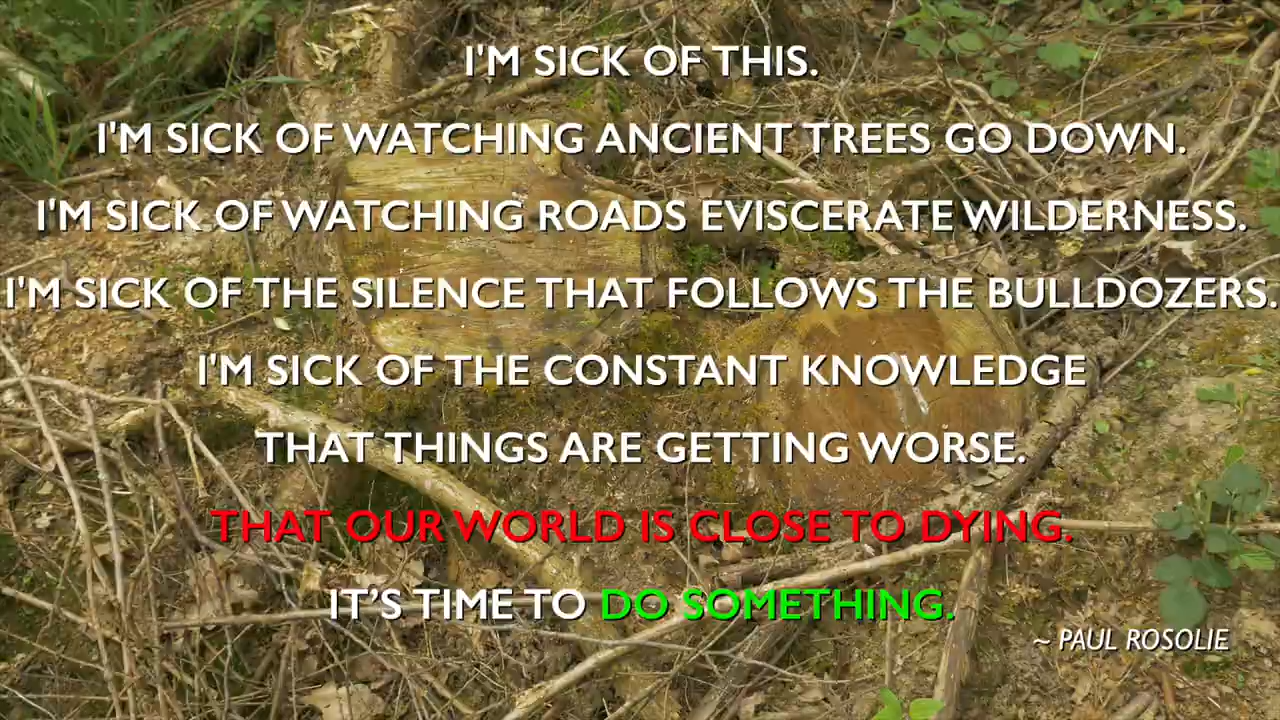 I'M SICK OF THIS.
I'M SICK OF WATCHING ANCIENT TREES GO DOWN.
I'M SICK OF WATCHING ROADS EVISCERATE WILDERNESS.
I'M SICK OF THE SILENCE THAT FOLLOWS THE BULLDOZERS.
I'M SICK OF THE CONSTANT KNOWLEDGE
THAT THINGS ARE GETTING WORSE.
THAT OUR WORLD IS CLOSE TO DYING.
IT’S TIME TO DO SOMETHING.
~ PAUL ROSOLIE